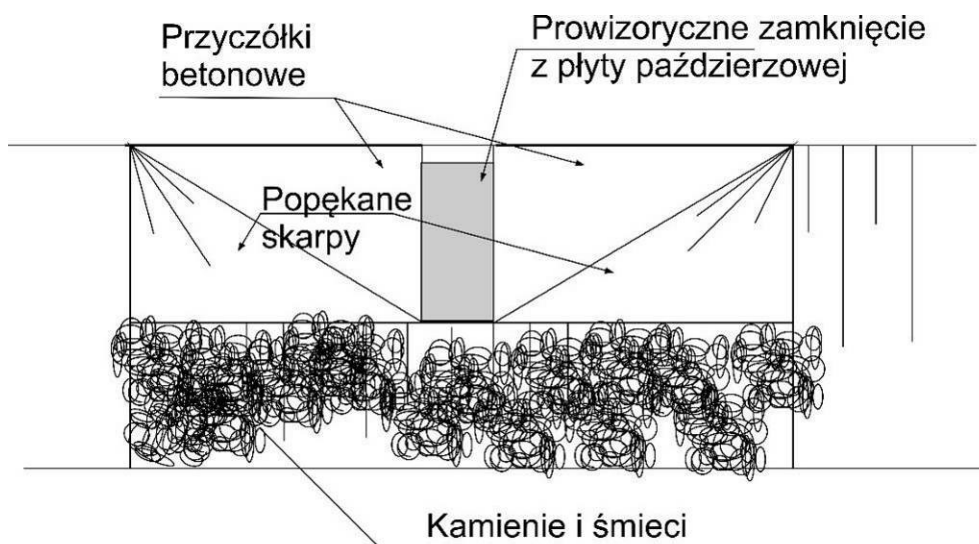 Przyczółki
betonowe
Prowizoryczne zamknięcie
z płyty paździerzowej
Popękane
skarpy
Kamienie i śmieci